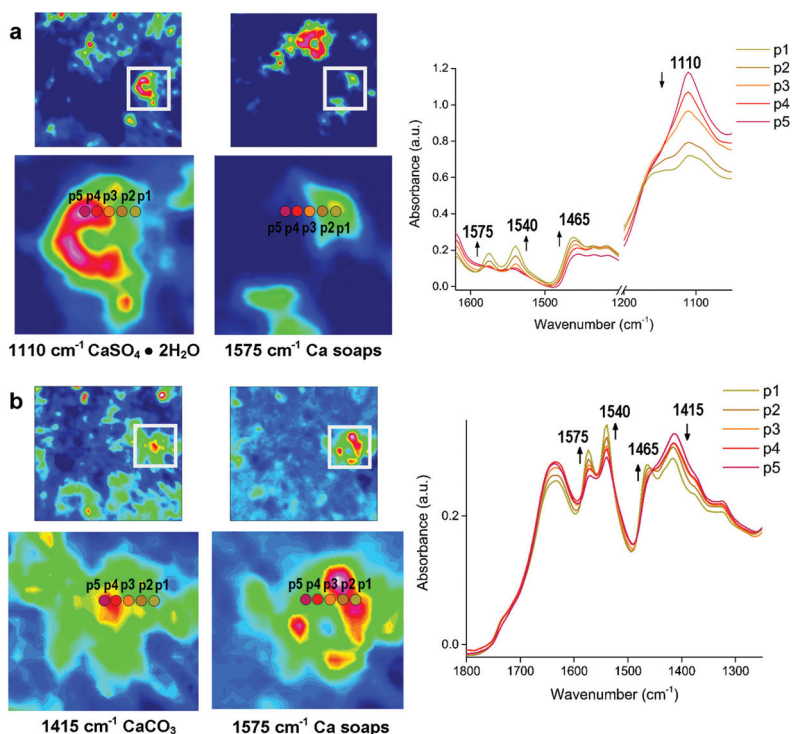 a
p5 p4 p3 p2 p1
p5 p4 p3 p2 p1
1110 cm⁻¹ CaSO₄ • 2H₂O
1575 cm⁻¹ Ca soaps
Absorbance (a.u.)
1.2
1.0
0.8
0.6
0.4
0.2
0.0
1575
1540
1465
1110
1600
1500
1200
1100
Wavenumber (cm⁻¹)
p1
p2
p3
p4
p5
b
p5 p4 p3 p2 p1
p5 p4 p3 p2 p1
1415 cm⁻¹ CaCO₃
1575 cm⁻¹ Ca soaps
Absorbance (a.u.)
0.2
0.0
1575
1540
1465
1415
1800
1700
1600
1500
1400
1300
Wavenumber (cm⁻¹)
p1
p2
p3
p4
p5